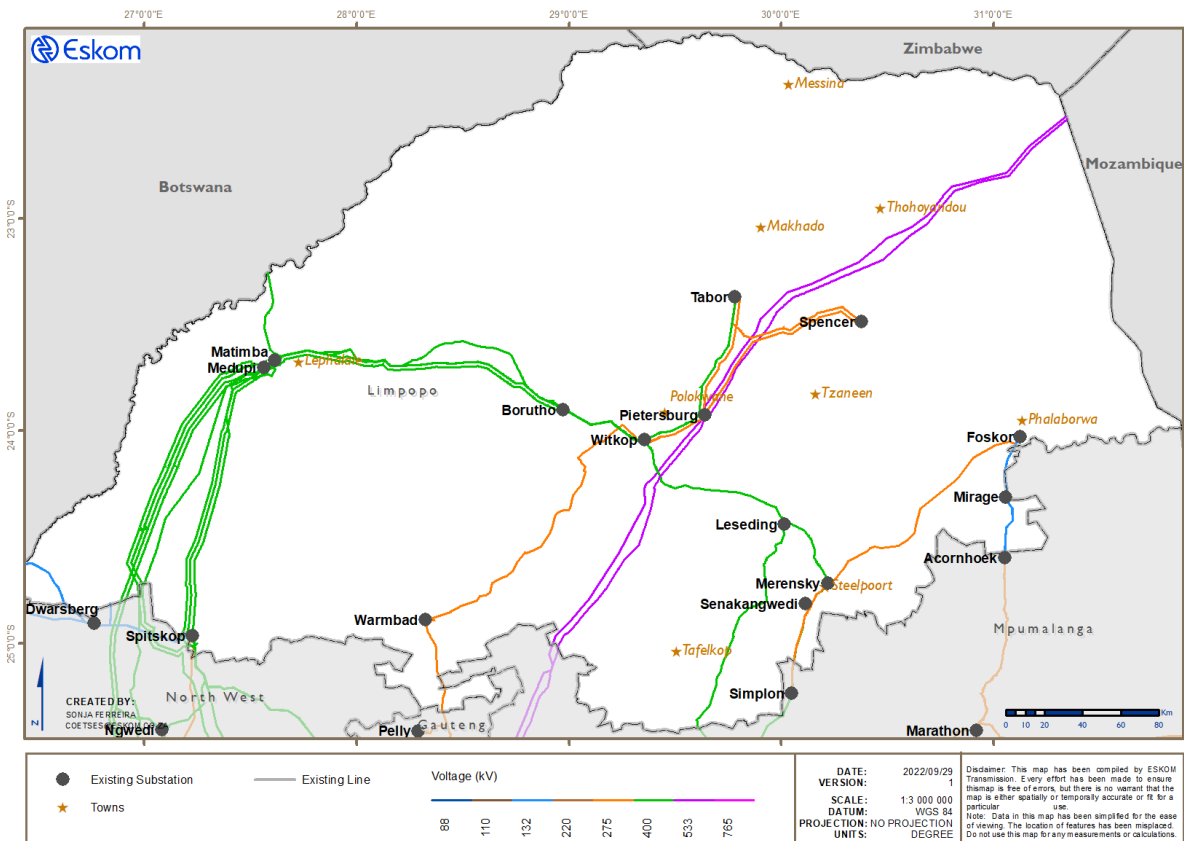 27°0'0"E
28°0'0"E
29°0'0"E
30°0'0"E
31°0'0"E
Eskom
Zimbabwe
Messina
Mozambique
Botswana
23°0'0"S
Thohoyandou
Makhado
Tabor
Spencer
Matimba
Medupi
Lephalale
Limpopo
Tzaneen
Polokwane
Borutho
Pietersburg
Phalaborwa
24°0'0"S
Witkop
Foskor
Mirage
Leseding
Acornhoek
Merensky
Steelpoort
Senakangwedi
Dwarsberg
Warmbad
Mpumalanga
Spitskop
25°0'0"S
Tafelkop
North West
Simplon
CREATED BY:
SONJA FERREIRA
N
Gauteng
Ngwedi
Pelly
Marathon
Km
0 10 20 40 60 80
Existing Substation
Existing Line
Towns
Voltage (kV)
88
110
132
220
275
400
533
765
DATE: 2022/09/29
VERSION: 1
SCALE: 1:3 000 000
DATUM: WGS 84
PROJECTION: NO PROJECTION
UNITS: DEGREE
Disclaimer: This map has been compiled by ESKOM
Transmission. Every effort has been made to ensure
thismap is free of errors, but there is no warrant that the
map is either spatially or temporally accurate or fit for a
particular use.
Note: Data in this map has been simplified for the ease
of viewing. The location of features has been misplaced.
Do not use this map for any measurements or calculations.